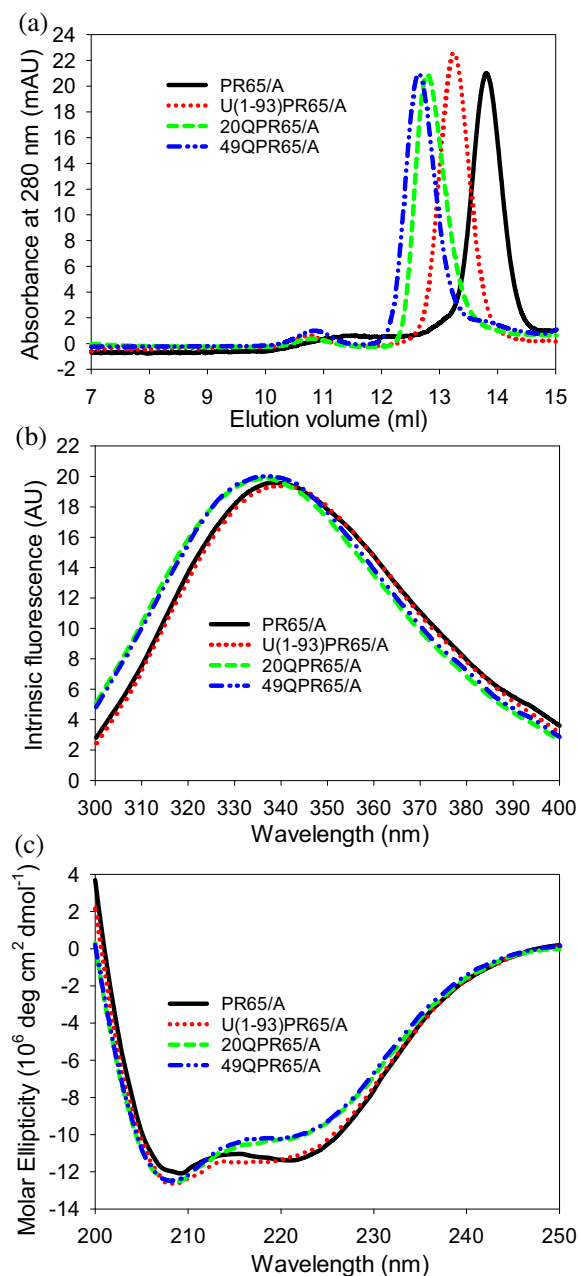 (a)
Absorbance at 280 nm (mAU)
24
22
20
18
16
14
12
10
8
6
4
2
0
-2
PR65/A
U(1-93)PR65/A
20QPR65/A
49QPR65/A
7 8 9 10 11 12 13 14 15
Elution volume (ml)
(b)
Intrinsic fluorescence (AU)
22
20
18
16
14
12
10
8
6
4
2
0
PR65/A
U(1-93)PR65/A
20QPR65/A
49QPR65/A
300 310 320 330 340 350 360 370 380 390 400
Wavelength (nm)
(c)
Molar Ellipticity (10⁶ deg cm² dmol⁻¹)
4
2
0
-2
-4
-6
-8
-10
-12
-14
PR65/A
U(1-93)PR65/A
20QPR65/A
49QPR65/A
200 210 220 230 240 250
Wavelength (nm)